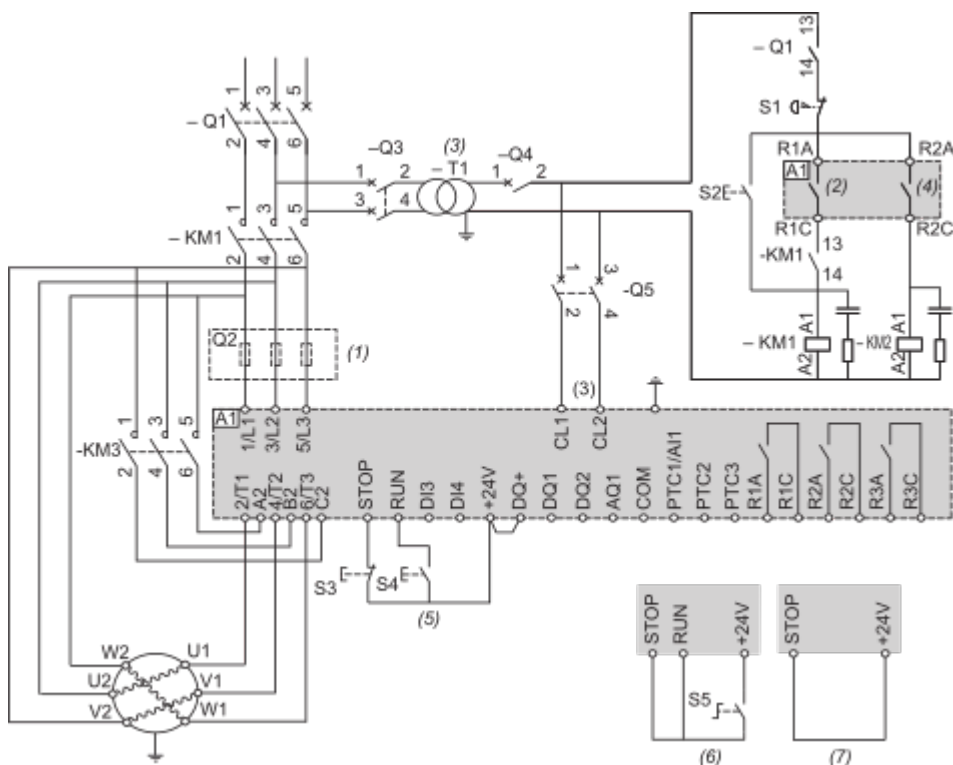 1 3 5
– Q1
2 4 6
–Q3
1 2
3 4
(3)
– T1
–Q4
1 2
13
– Q1
14
S1
R1A R2A
A1
(2) (4)
S2
R1C R2C
13
-KM1
14
A1 A1
– KM1 – KM2
A2 A2
1 3 5
– KM1
2 4 6
1 3
-Q5
2 4
Q2
(1)
(3)
1 3 5
-KM3
2 4 6
A1
1/L1 3/L2 5/L3 CL1 CL2
2/T1 A2 4/T2 B2 6/T3 C2 STOP RUN DI3 DI4 +24V DQ+ DQ1 DQ2 AQ1 COM PTC1/AI1 PTC2 PTC3 R1A R1C R2A R2C R3A R3C
S3 S4
(5)
W2 U1
U2 V1
V2 W1
STOP RUN +24V
S5
(6)
STOP +24V
(7)